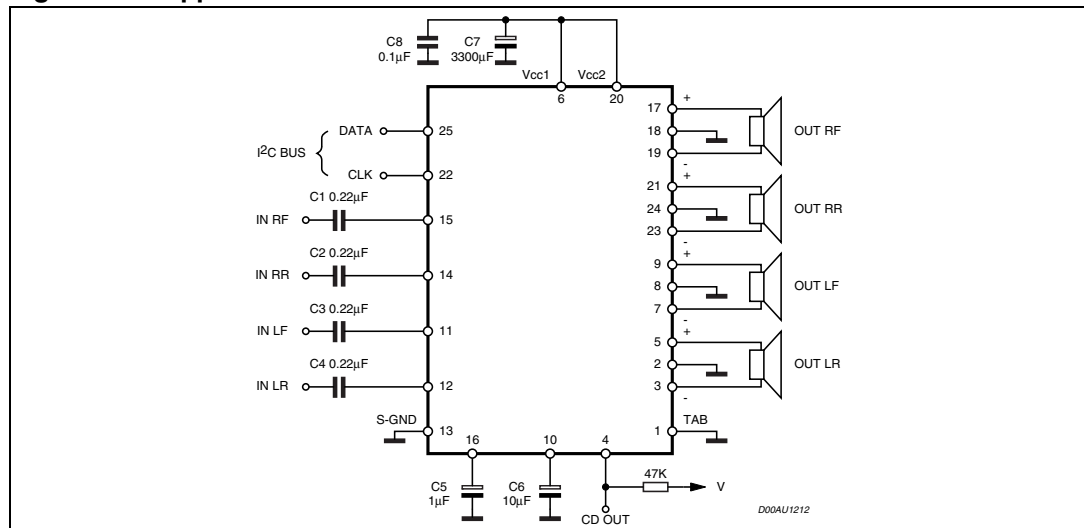 C8
0.1µF
C7
3300µF
Vcc1
Vcc2
6
20
DATA
25
I²C BUS
CLK
22
C1 0.22µF
IN RF
15
C2 0.22µF
IN RR
14
C3 0.22µF
IN LF
11
C4 0.22µF
IN LR
12
S-GND
13
16
10
4
C5
1µF
C6
10µF
47K
V
CD OUT
17
+
18
OUT RF
19
-
+
21
24
OUT RR
23
-
+
9
8
OUT LF
7
-
+
5
2
OUT LR
3
-
1
TAB
D00AU1212